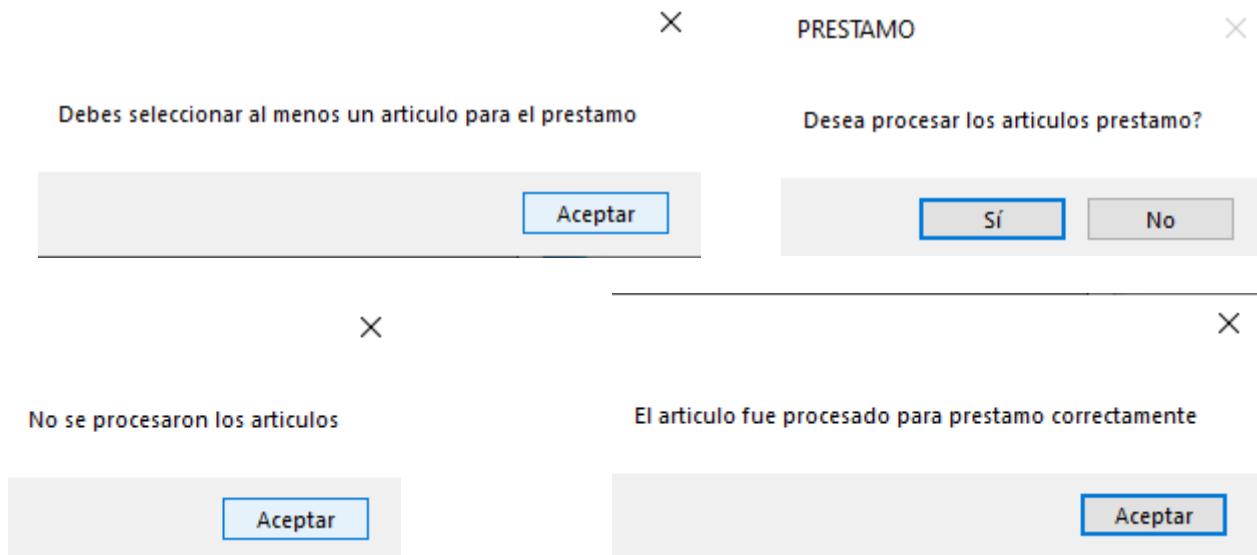 PRESTAMO
Debes seleccionar al menos un articulo para el prestamo
Desea procesar los articulos prestamo?
Aceptar
Sí
No
No se procesaron los articulos
El articulo fue procesado para prestamo correctamente
Aceptar
Aceptar